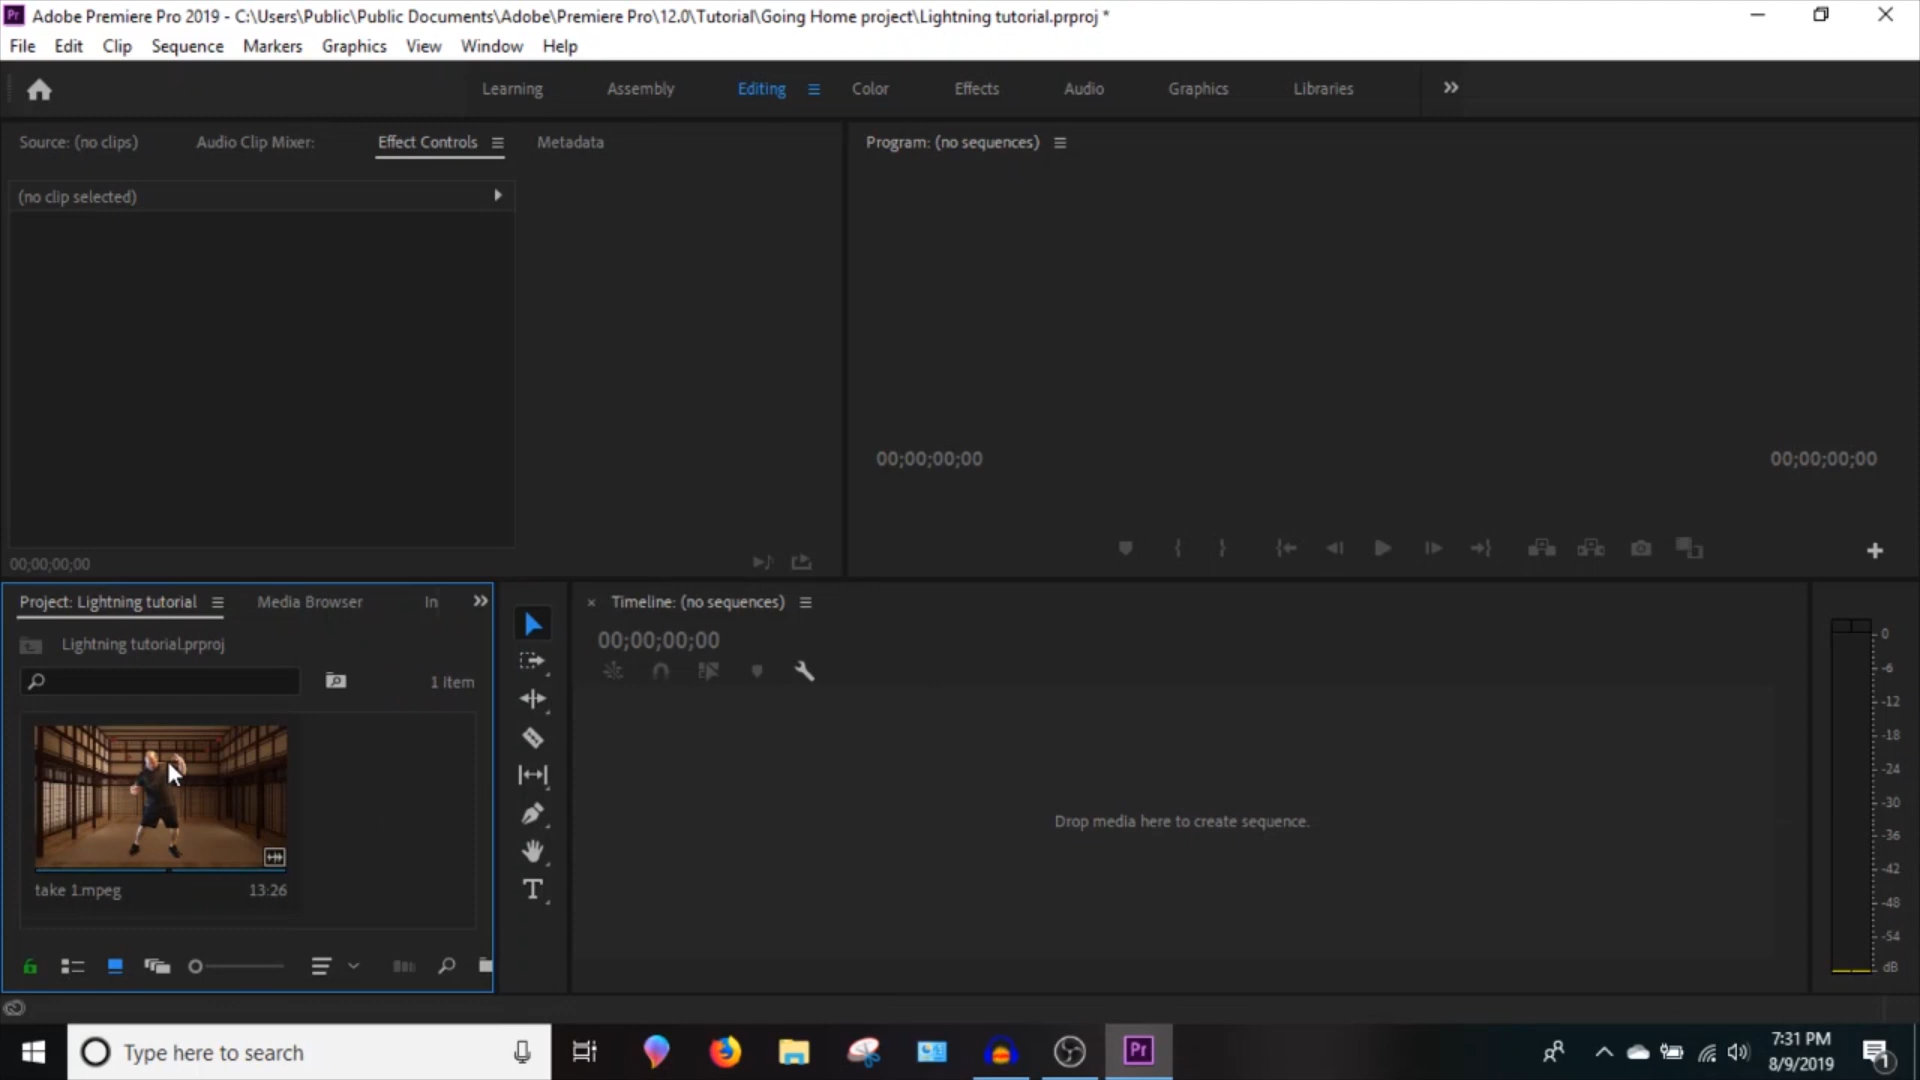 Pr Adobe Premiere Pro 2019 - C:\Users\Public\Public Documents\Adobe\Premiere Pro\12.0\Tutorial\Going Home project\Lightning tutorial.prproj *
File Edit Clip Sequence Markers Graphics View Window Help
Learning Assembly Editing Color Effects Audio Graphics Libraries
Source: (no clips) Audio Clip Mixer: Effect Controls Metadata
Program: (no sequences)
(no clip selected)
00;00;00;00 00;00;00;00
00;00;00;00
Project: Lightning tutorial Media Browser In
Timeline: (no sequences)
00;00;00;00
Lightning tutorial.prproj
1 Item
take 1.mpeg 13:26
Drop media here to create sequence.
0
-6
-12
-18
-24
-30
-36
-42
-48
-54
dB
Type here to search
Pr
7:31 PM
8/9/2019
1